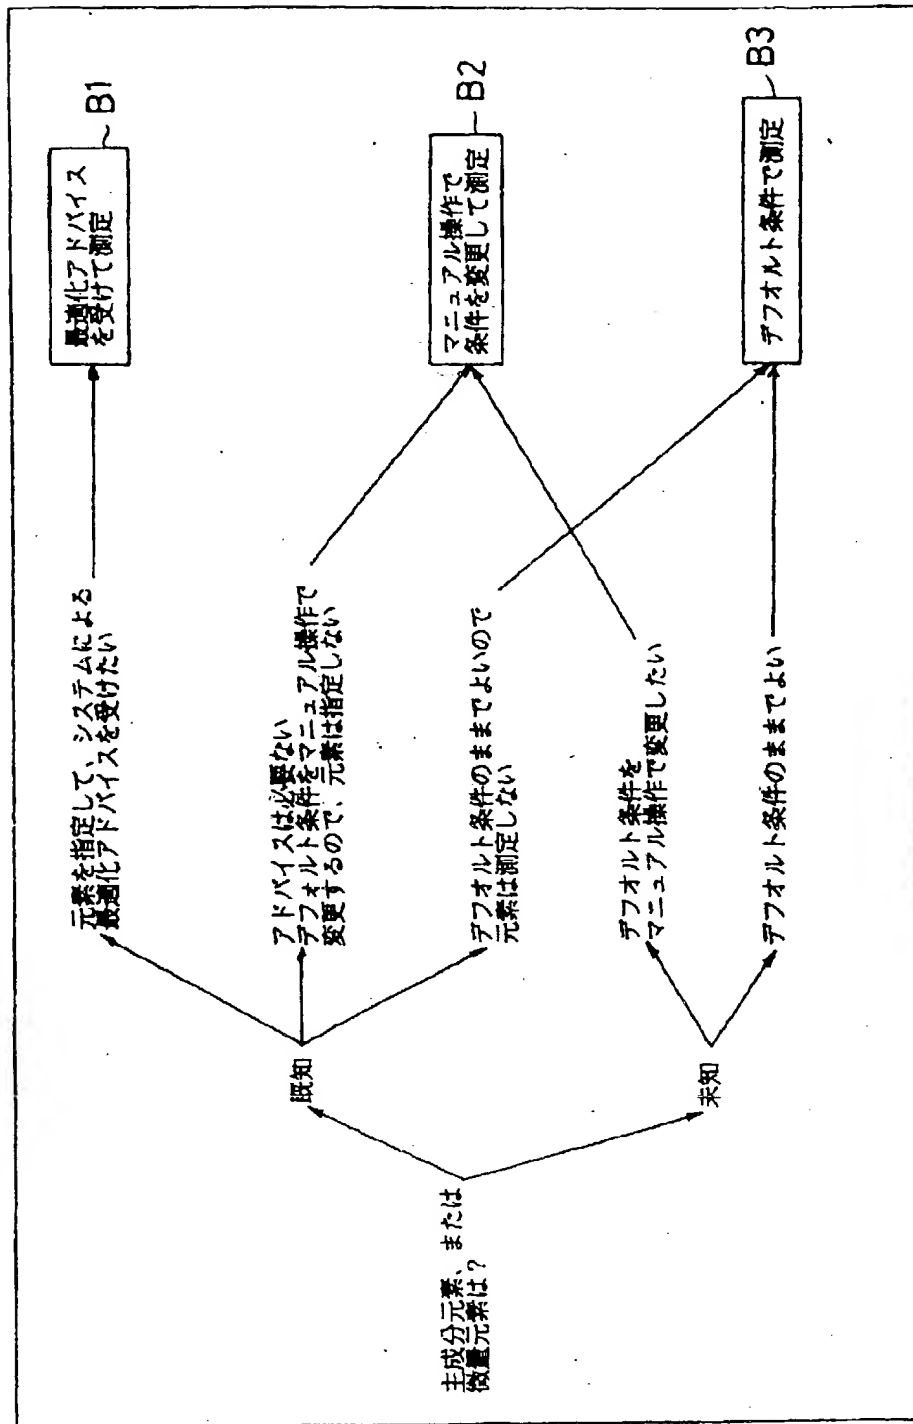 主成分元素、または
微量元素は?
既知
未知
元素を指定して、システムによる
最適化アドバイスを受けたい
アドバイスは必要ない
デフォルト条件をマニュアル操作で
変更するので、元素は指定しない
デフオルト条件のままでよいので
元素は測定しない
デフオルト条件を
マニュアル操作で変更したい
デフオルト条件のままでよい
最適化アドバイス
を受けて測定
B1
マニュアル操作で
条件を変更して測定
B2
デフオルト条件で測定
B3